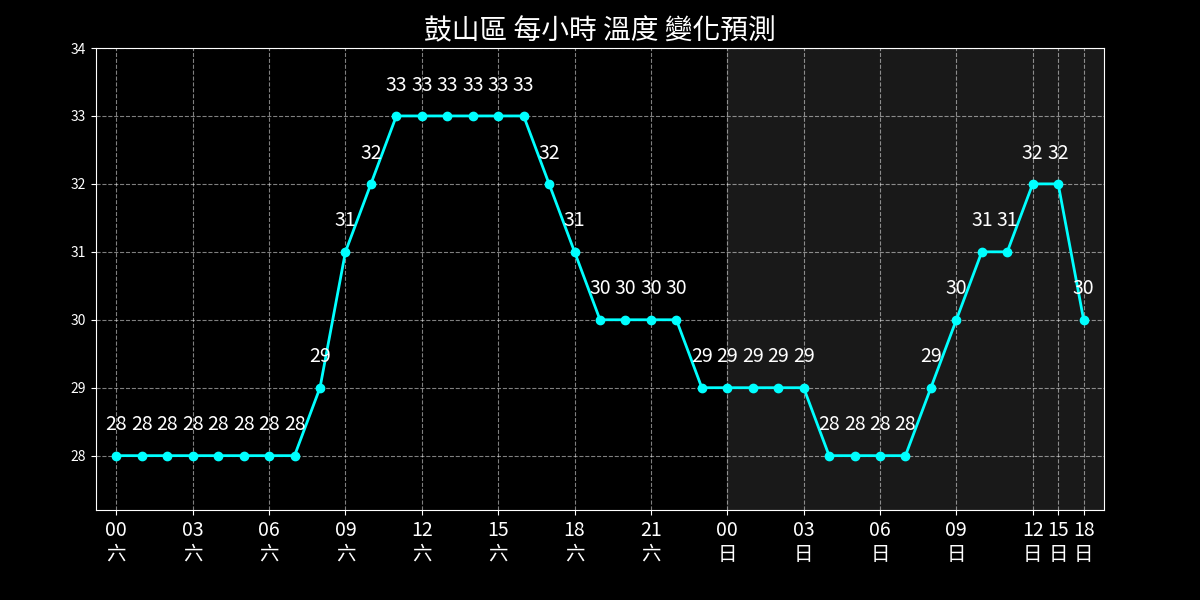 鼓山區 每小時 溫度 變化預測
34
33 33 33 33 33 33
33
32 32 32 32
32
31 31 31 31
31
30 30 30 30 30 30
30
29 29 29 29 29 29 29
29
28 28 28 28 28 28 28 28 28 28 28 28
28
00 03 06 09 12 15 18 21 00 03 06 09 12 15 18
六 六 六 六 六 六 六 六 日 日 日 日 日 日 日